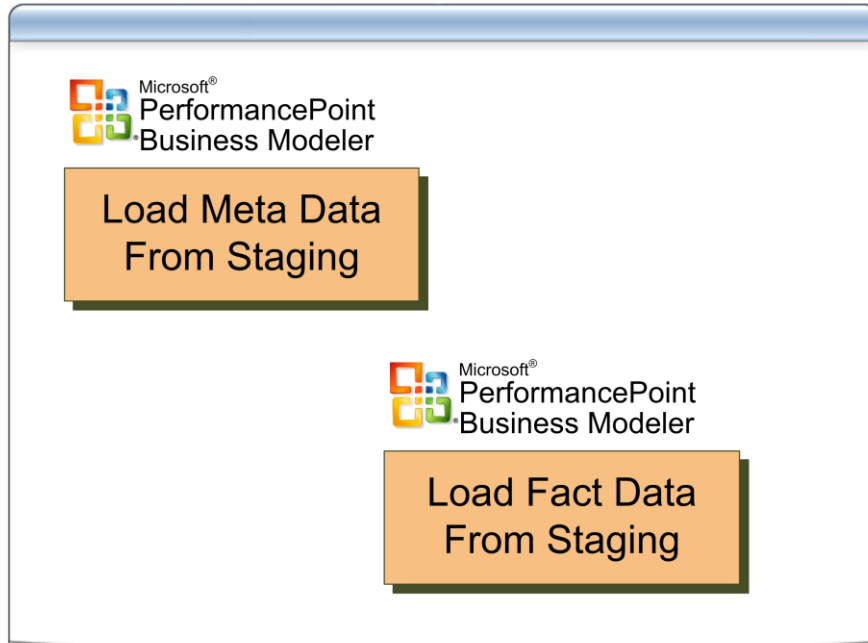 Microsoft®
PerformancePoint
®Business Modeler
Load Meta Data
From Staging
Microsoft®
PerformancePoint
®Business Modeler
Load Fact Data
From Staging